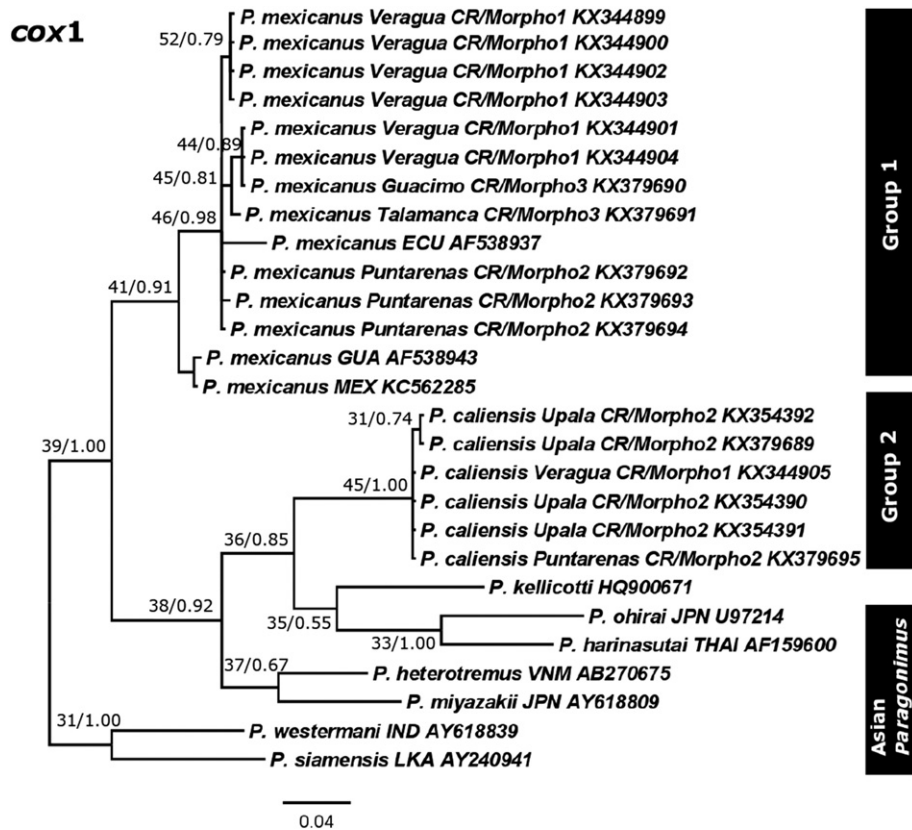 cox1
52/0.79
P. mexicanus Veragua CR/Morpho1 KX344899
P. mexicanus Veragua CR/Morpho1 KX344900
P. mexicanus Veragua CR/Morpho1 KX344902
P. mexicanus Veragua CR/Morpho1 KX344903
P. mexicanus Veragua CR/Morpho1 KX344901
44/0.89
P. mexicanus Veragua CR/Morpho1 KX344904
45/0.81
P. mexicanus Guacimo CR/Morpho3 KX379690
46/0.98
P. mexicanus Talamanca CR/Morpho3 KX379691
P. mexicanus ECU AF538937
P. mexicanus Puntarenas CR/Morpho2 KX379692
41/0.91
P. mexicanus Puntarenas CR/Morpho2 KX379693
P. mexicanus Puntarenas CR/Morpho2 KX379694
P. mexicanus GUA AF538943
P. mexicanus MEX KC562285
Group 1
31/0.74
P. caliensis Upala CR/Morpho2 KX354392
39/1.00
P. caliensis Upala CR/Morpho2 KX379689
P. caliensis Veragua CR/Morpho1 KX344905
45/1.00
P. caliensis Upala CR/Morpho2 KX354390
P. caliensis Upala CR/Morpho2 KX354391
36/0.85
P. caliensis Puntarenas CR/Morpho2 KX379695
Group 2
P. kellicotti HQ900671
38/0.92
35/0.55
P. ohirai JPN U97214
33/1.00
P. harinasutai THAI AF159600
37/0.67
P. heterotremus VNM AB270675
P. miyazakii JPN AY618809
31/1.00
P. westermani IND AY618839
P. siamensis LKA AY240941
Asian
Paragonimus
0.04